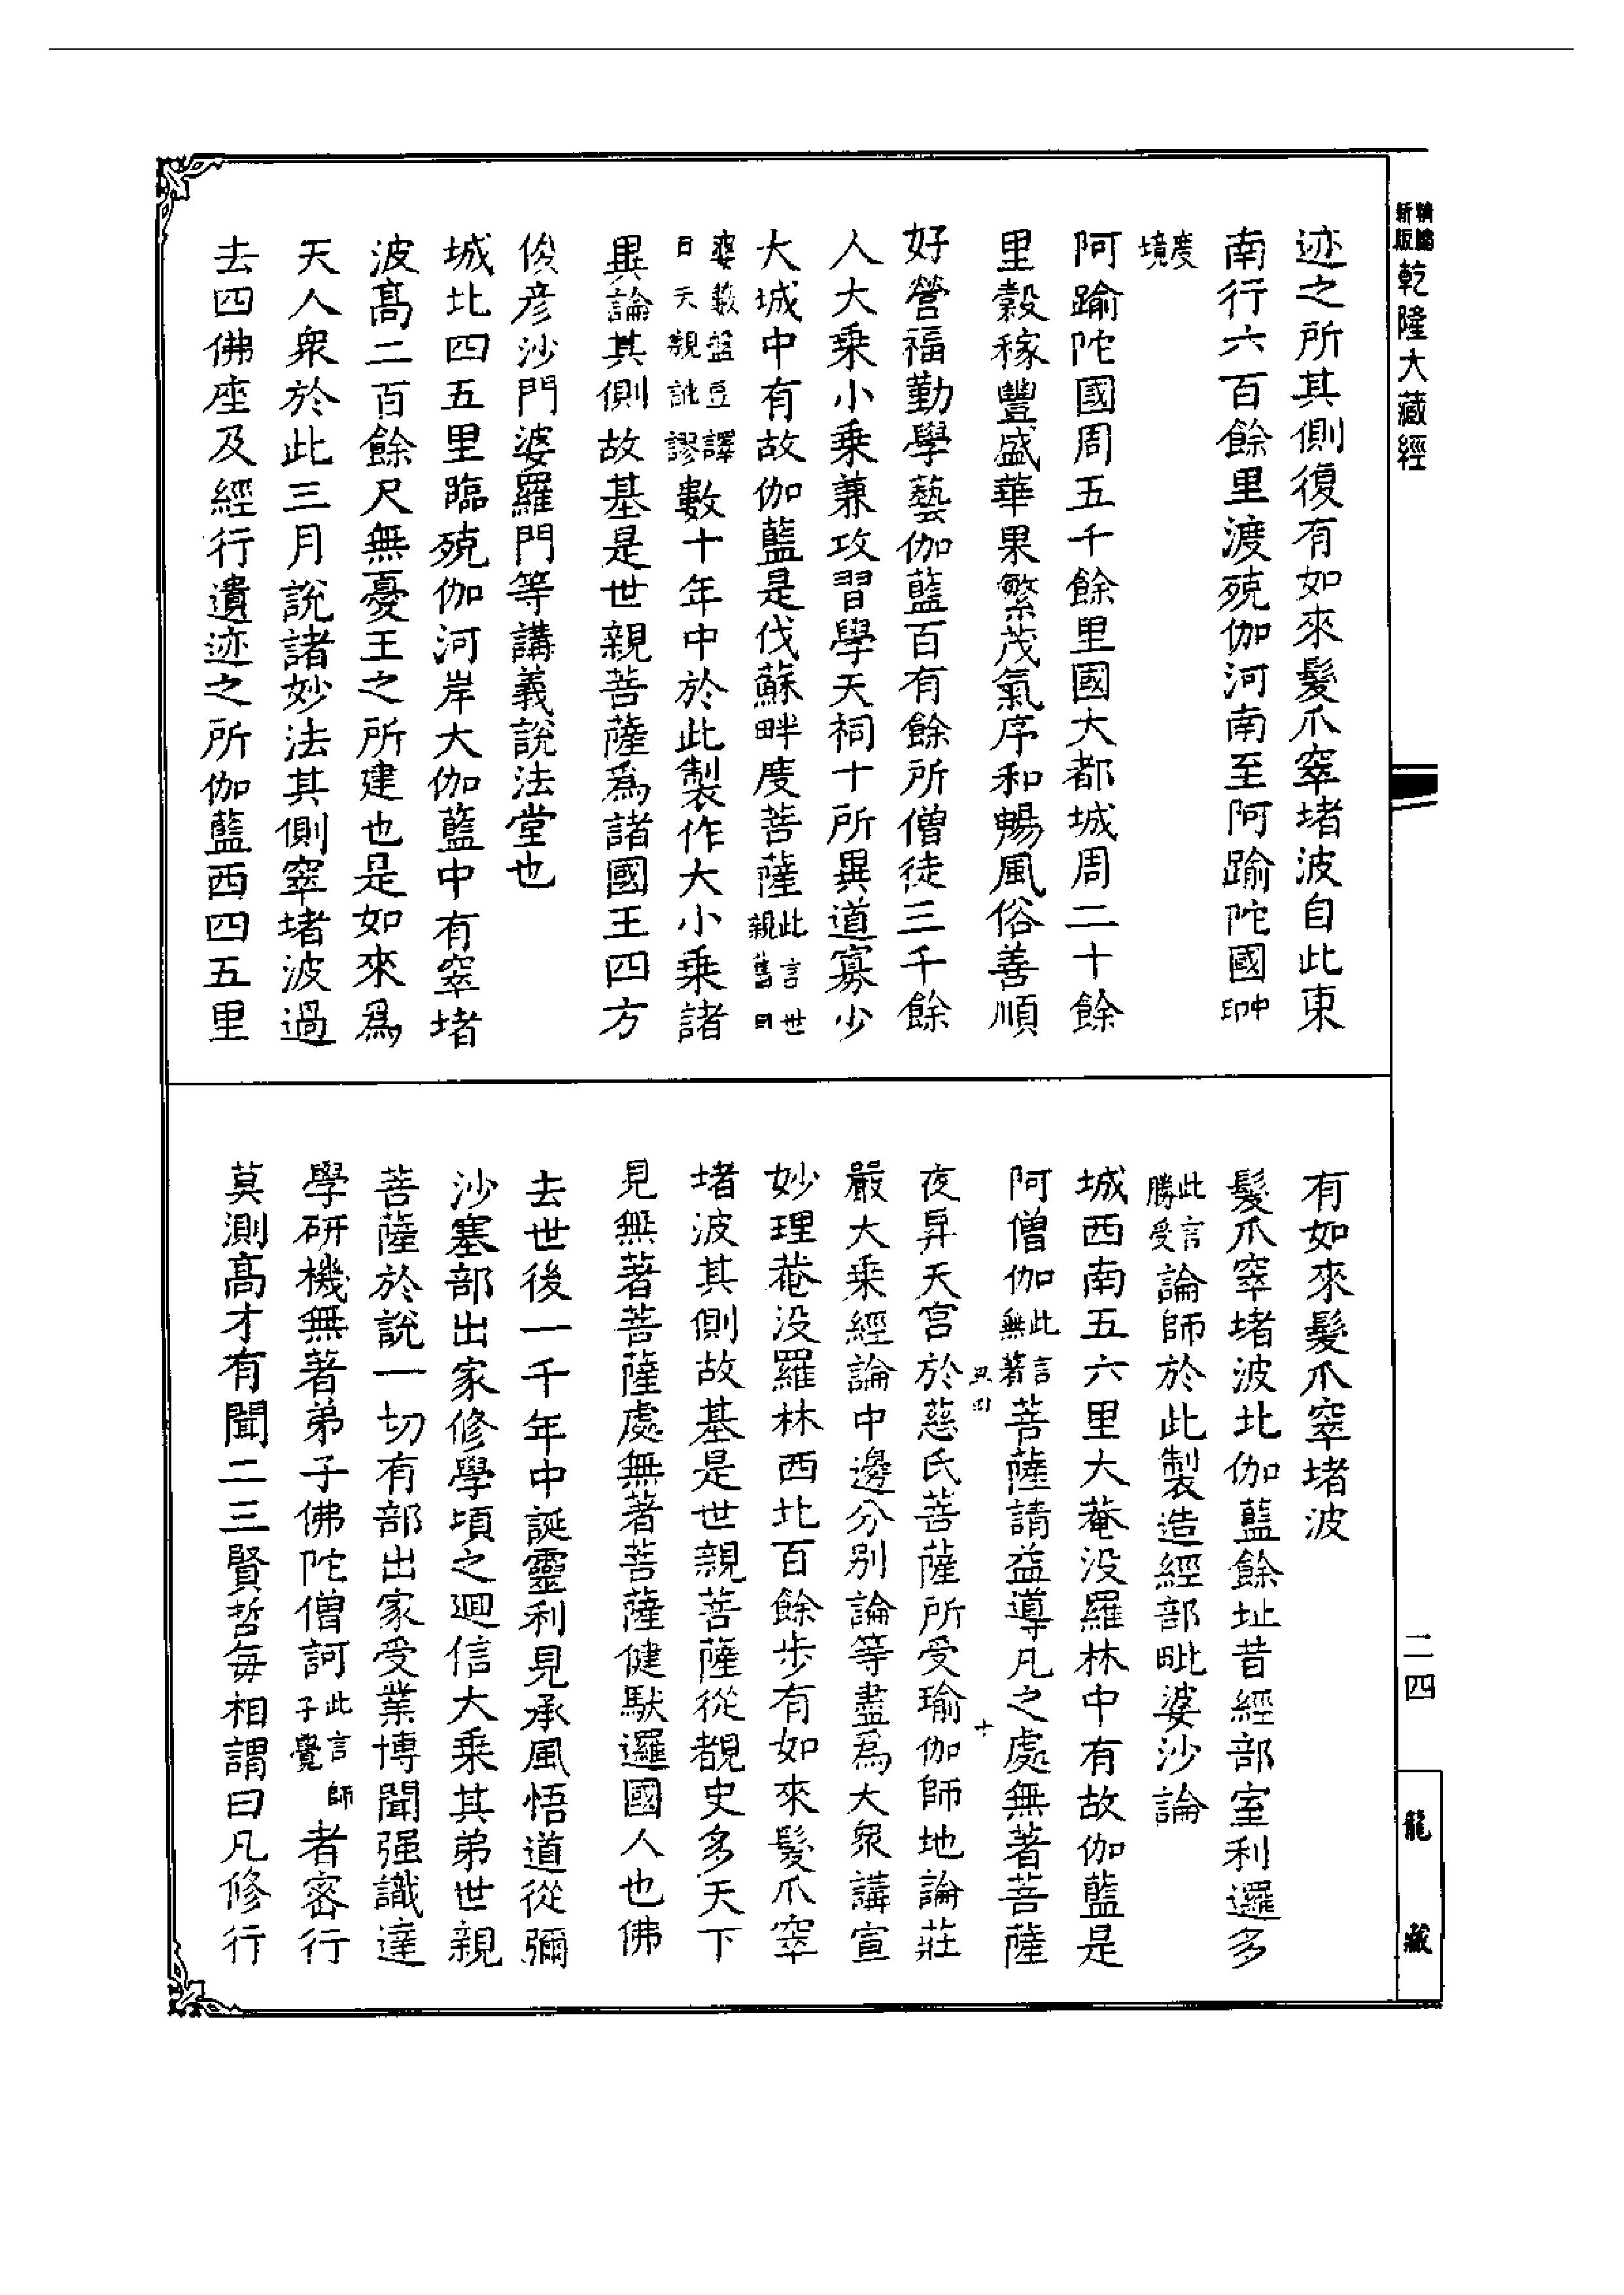 新版 乾隆大藏經
迹之所其側復有如來髮爪窣堵波自此東
南行六百餘里渡殑伽河南至阿踰陀國中印
度境
阿踰陀國周五千餘里國大都城周二十餘
里穀稼豐盛華果繁茂氣序和暢風俗善順
好營福勤學藝伽藍百有餘所僧徒三千餘
人大乘小乘兼攻習學天祠十所異道寡少
大城中有故伽藍是伐蘇畔度菩薩此言世親舊曰
婆藪盤豆譯曰天親訛謬數十年中於此製作大小乘諸
異論其側故基是世親菩薩為諸國王四方
俊彥沙門婆羅門等講義說法堂也
城北四五里臨殑伽河岸大伽藍中有窣堵
波高二百餘尺無憂王之所建也是如來為
天人衆於此三月說諸妙法其側窣堵波過
去四佛座及經行遺迹之所伽藍西四五里
有如來髮爪窣堵波
髮爪窣堵波北伽藍餘址昔經部室利邏多
此言勝受論師於此製造經部毗婆沙論
城西南五六里大菴没羅林中有故伽藍是
阿僧伽此言無著菩薩請益導凡之處無著菩薩
夜昇天宮於慈氏菩薩所受瑜伽師地論莊
嚴大乘經論中邊分別論等盡為大衆講宣
妙理菴没羅林西北百餘步有如來髮爪窣
堵波其側故基是世親菩薩從覩史多天下
見無著菩薩處無著菩薩健馱邏國人也佛
去世後一千年中誕靈利見承風悟道從彌
沙塞部出家修學頃之迴信大乘其弟世親
菩薩於說一切有部出家受業博聞强識達
學研機無著弟子佛陀僧訶此言師子覺者密行
莫測高才有聞二三賢哲每相謂曰凡修行
二四
龍藏